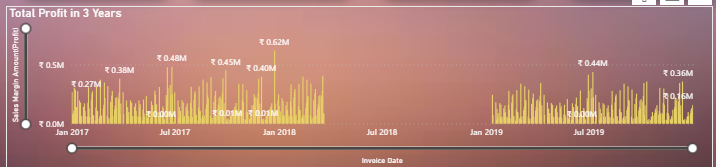 Total Profit in 3 Years
Sales Margin Amount(Profit)
₹ 0.5M
₹ 0.0M
₹ 0.27M
₹ 0.38M
₹ 0.48M
₹ 0.00M
₹ 0.45M
₹ 0.01M
₹ 0.40M
₹ 0.01M
₹ 0.62M
₹ 0.44M
₹ 0.00M
₹ 0.36M
₹ 0.16M
Jan 2017
Jul 2017
Jan 2018
Jul 2018
Jan 2019
Jul 2019
Invoice Date